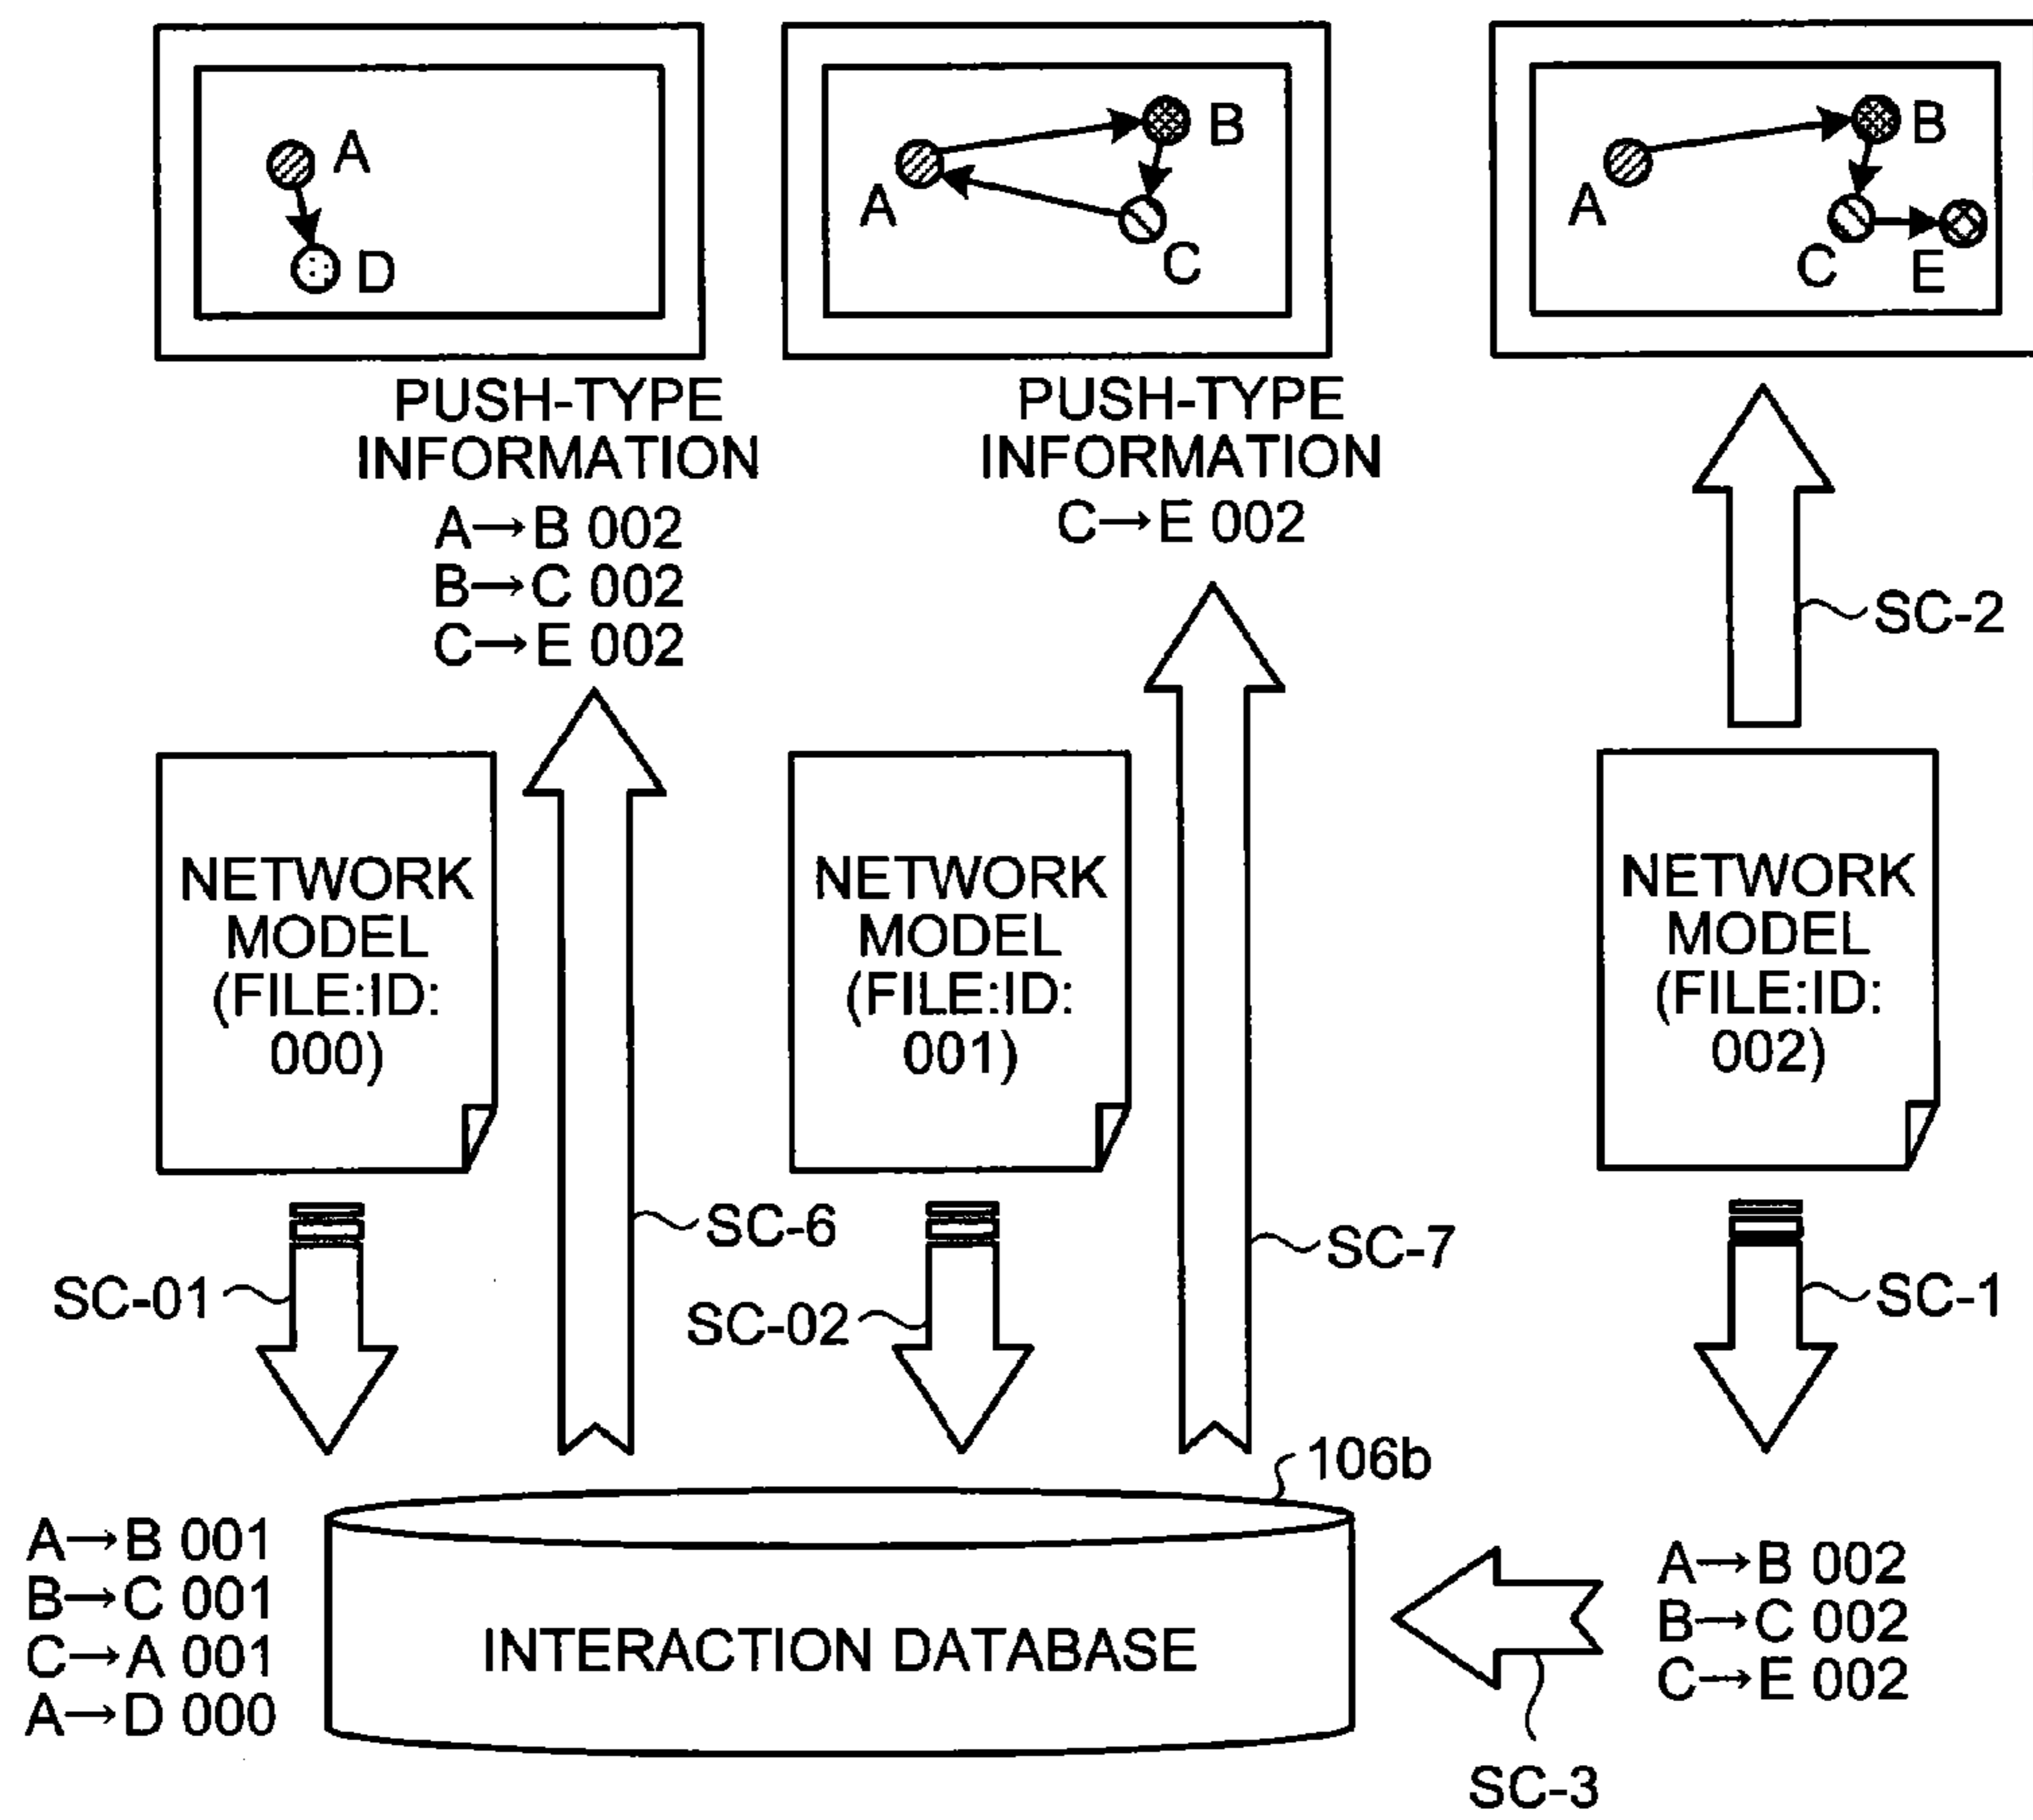 A
D
B
A
C
B
A
C
E
PUSH-TYPE
INFORMATION
A→B 002
B→C 002
C→E 002
PUSH-TYPE
INFORMATION
C→E 002
SC-2
NETWORK
MODEL
(FILE:ID:
000)
NETWORK
MODEL
(FILE:ID:
001)
NETWORK
MODEL
(FILE:ID:
002)
SC-01
SC-6
SC-02
SC-7
SC-1
106b
A→B 001
B→C 001
C→A 001
A→D 000
INTERACTION DATABASE
A→B 002
B→C 002
C→E 002
SC-3